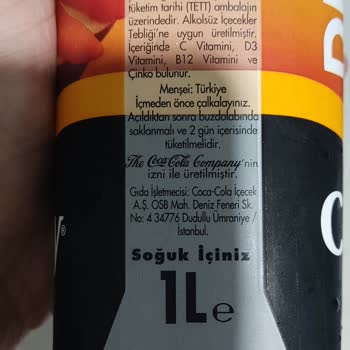 tüketim tarihi (TETT) ambalajın
üzerindedir. Alkolsüz İçecekler
Tebliği'ne uygun üretilmiştir.
İçeriğinde C Vitamini, D3
Vitamini, B12 Vitamini ve
Çinko bulunur.
Menşei: Türkiye
İçmeden önce çalkalayınız.
Açıldıktan sonra buzdolabında
saklanmalı ve 2 gün içerisinde
tüketilmelidir.
The Coca-Cola Company'nin
izni ile üretilmiştir.
Gıda İşletmecisi: Coca-Cola İçecek
A.Ş. OSB Mah. Deniz Feneri Sk.
No: 4 34776 Dudullu Ümraniye /
İstanbul.
Soğuk İçiniz
1L e